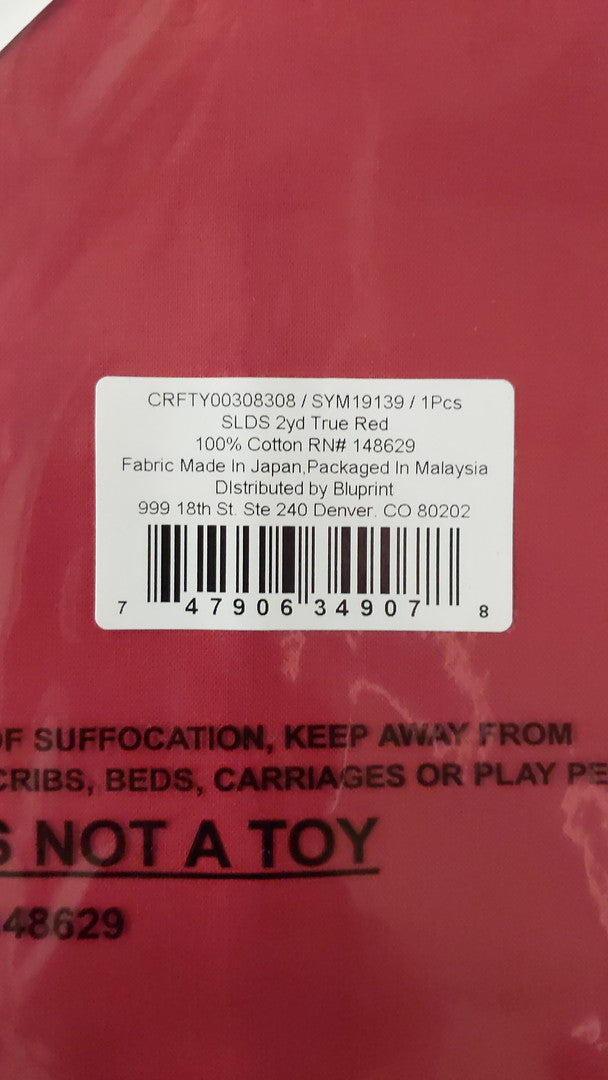 CRFTY00308308 / SYM19139 / 1Pcs
SLDS 2yd True Red
100% Cotton RN# 148629
Fabric Made In Japan,Packaged In Malaysia
DIstributed by Bluprint
999 18th St. Ste 240 Denver. CO 80202
7 47906 34907 8
OF SUFFOCATION, KEEP AWAY FROM
CRIBS, BEDS, CARRIAGES OR PLAY PE
S NOT A TOY
48629